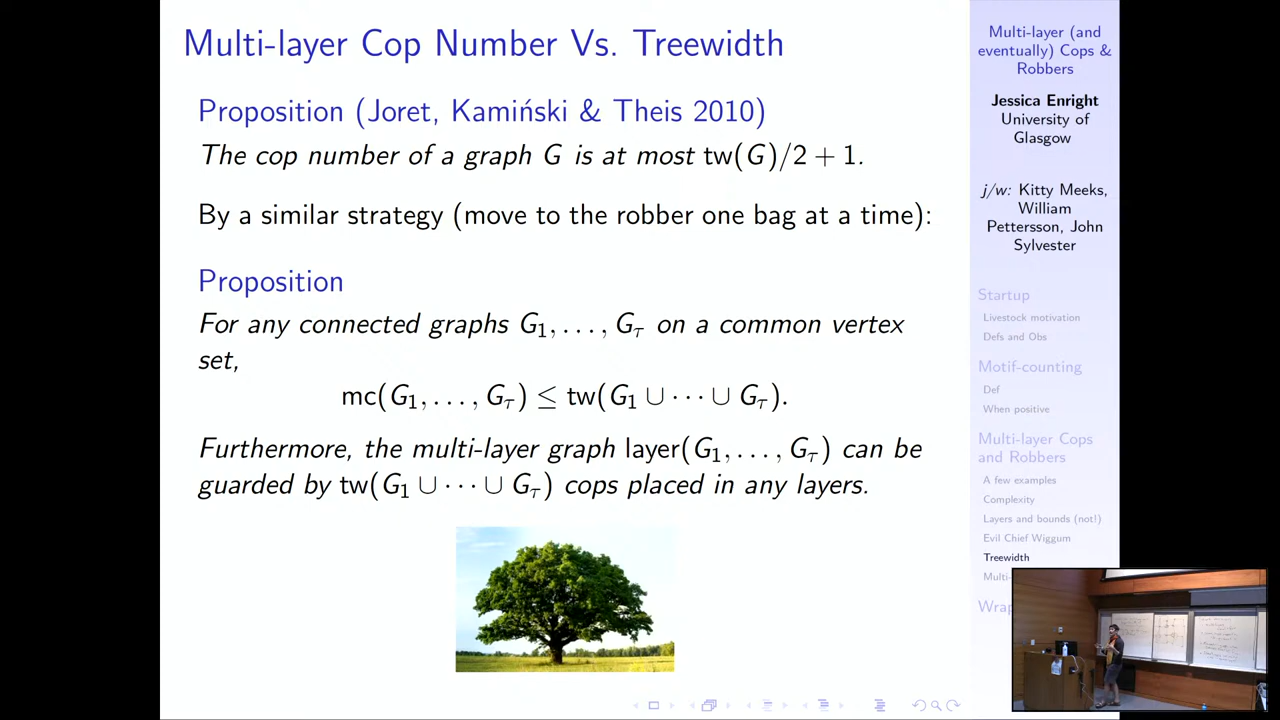 Multi-layer Cop Number Vs. Treewidth
Proposition (Joret, Kamiński & Theis 2010)
The cop number of a graph G is at most tw(G)/2 + 1.
By a similar strategy (move to the robber one bag at a time):
Proposition
For any connected graphs G₁, . . . , Gτ on a common vertex
set,
mc(G₁, . . . , Gτ) ≤ tw(G₁ ∪ · · · ∪ Gτ).
Furthermore, the multi-layer graph layer(G₁, . . . , Gτ) can be
guarded by tw(G₁ ∪ · · · ∪ Gτ) cops placed in any layers.
Multi-layer (and
eventually) Cops &
Robbers
Jessica Enright
University of
Glasgow
j/w: Kitty Meeks,
William
Pettersson, John
Sylvester
Startup
Livestock motivation
Defs and Obs
Motif-counting
Def
When positive
Multi-layer Cops
and Robbers
A few examples
Complexity
Layers and bounds (not!)
Evil Chief Wiggum
Treewidth
Multi-
Wrap